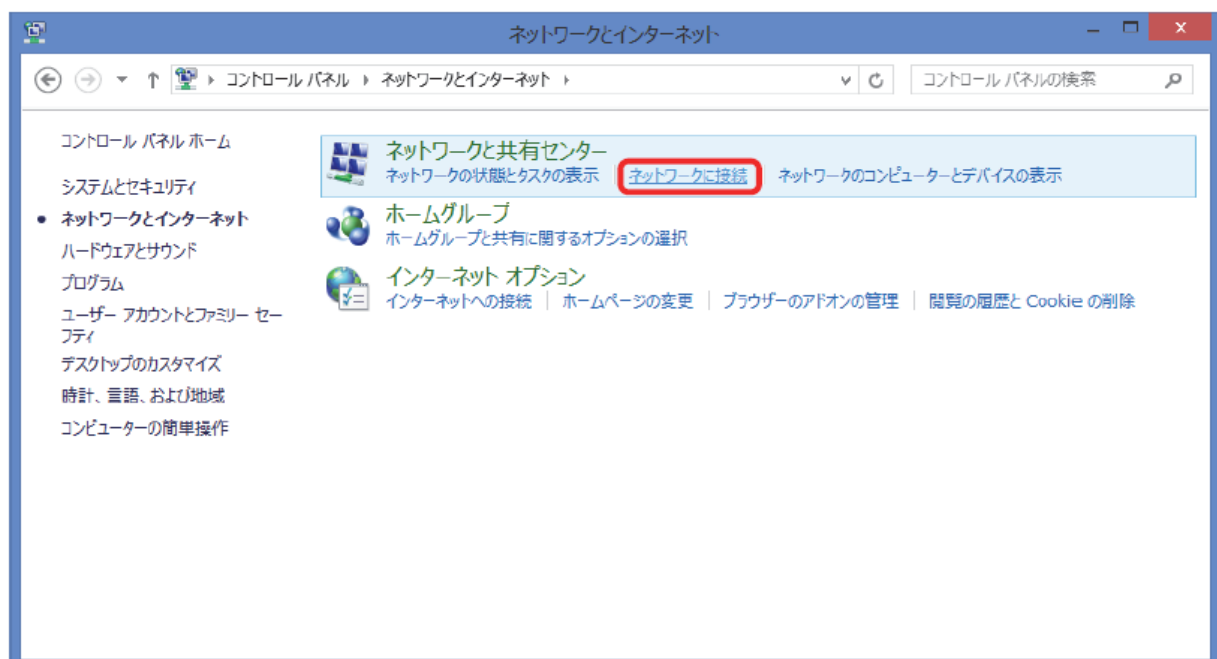 ネットワークとインターネット
コントロール パネル ネットワークとインターネット コントロール パネルの検索
コントロール パネル ホーム
システムとセキュリティ
ネットワークとインターネット
ハードウェアとサウンド
プログラム
ユーザー アカウントとファミリー セー
フティ
デスクトップのカスタマイズ
時計、言語、および地域
コンピューターの簡単操作
ネットワークと共有センター
ネットワークの状態とタスクの表示 ネットワークに接続 ネットワークのコンピューターとデバイスの表示
ホームグループ
ホームグループと共有に関するオプションの選択
インターネット オプション
インターネットへの接続 ホームページの変更 ブラウザーのアドオンの管理 閲覧の履歴と Cookie の削除